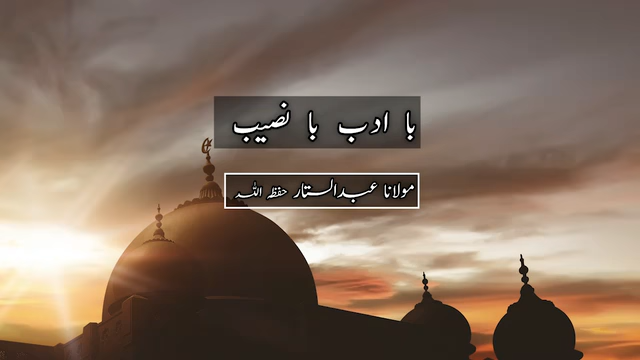 با ادب با نصیب
مولانا عبدالستار حفظہ اللہ